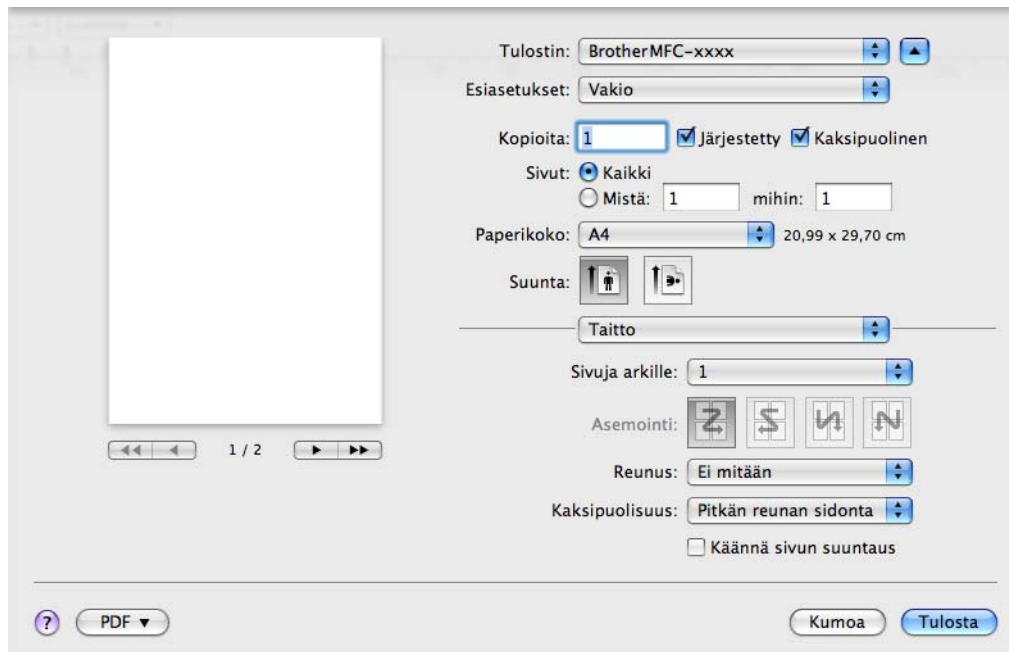 Tulostin: BrotherMFC-xxxx
Esiasetukset: Vakio
Kopioita: 1 Järjestetty Kaksipuolinen
Sivut: Kaikki
Mistä: 1 mihin: 1
Paperikoko: A4 20,99 x 29,70 cm
Suunta:
Taitto
Sivuja arkille: 1
Asemointi:
1 / 2
Reunus: Ei mitään
Kaksipuolisuus: Pitkän reunan sidonta
Käännä sivun suuntaus
? PDF Kumoa Tulosta